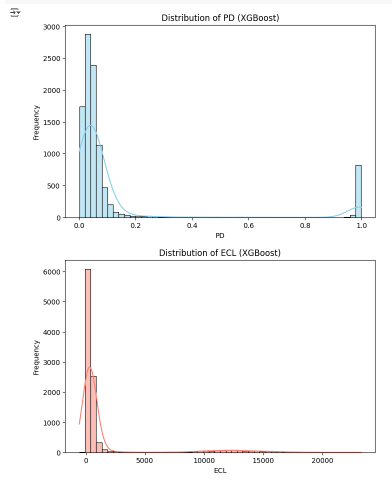 Distribution of PD (XGBoost)
3000
2500
2000
1500
1000
500
0
Frequency
0.0 0.2 0.4 0.6 0.8 1.0
PD
Distribution of ECL (XGBoost)
6000
5000
4000
3000
2000
1000
0
Frequency
0 5000 10000 15000 20000
ECL